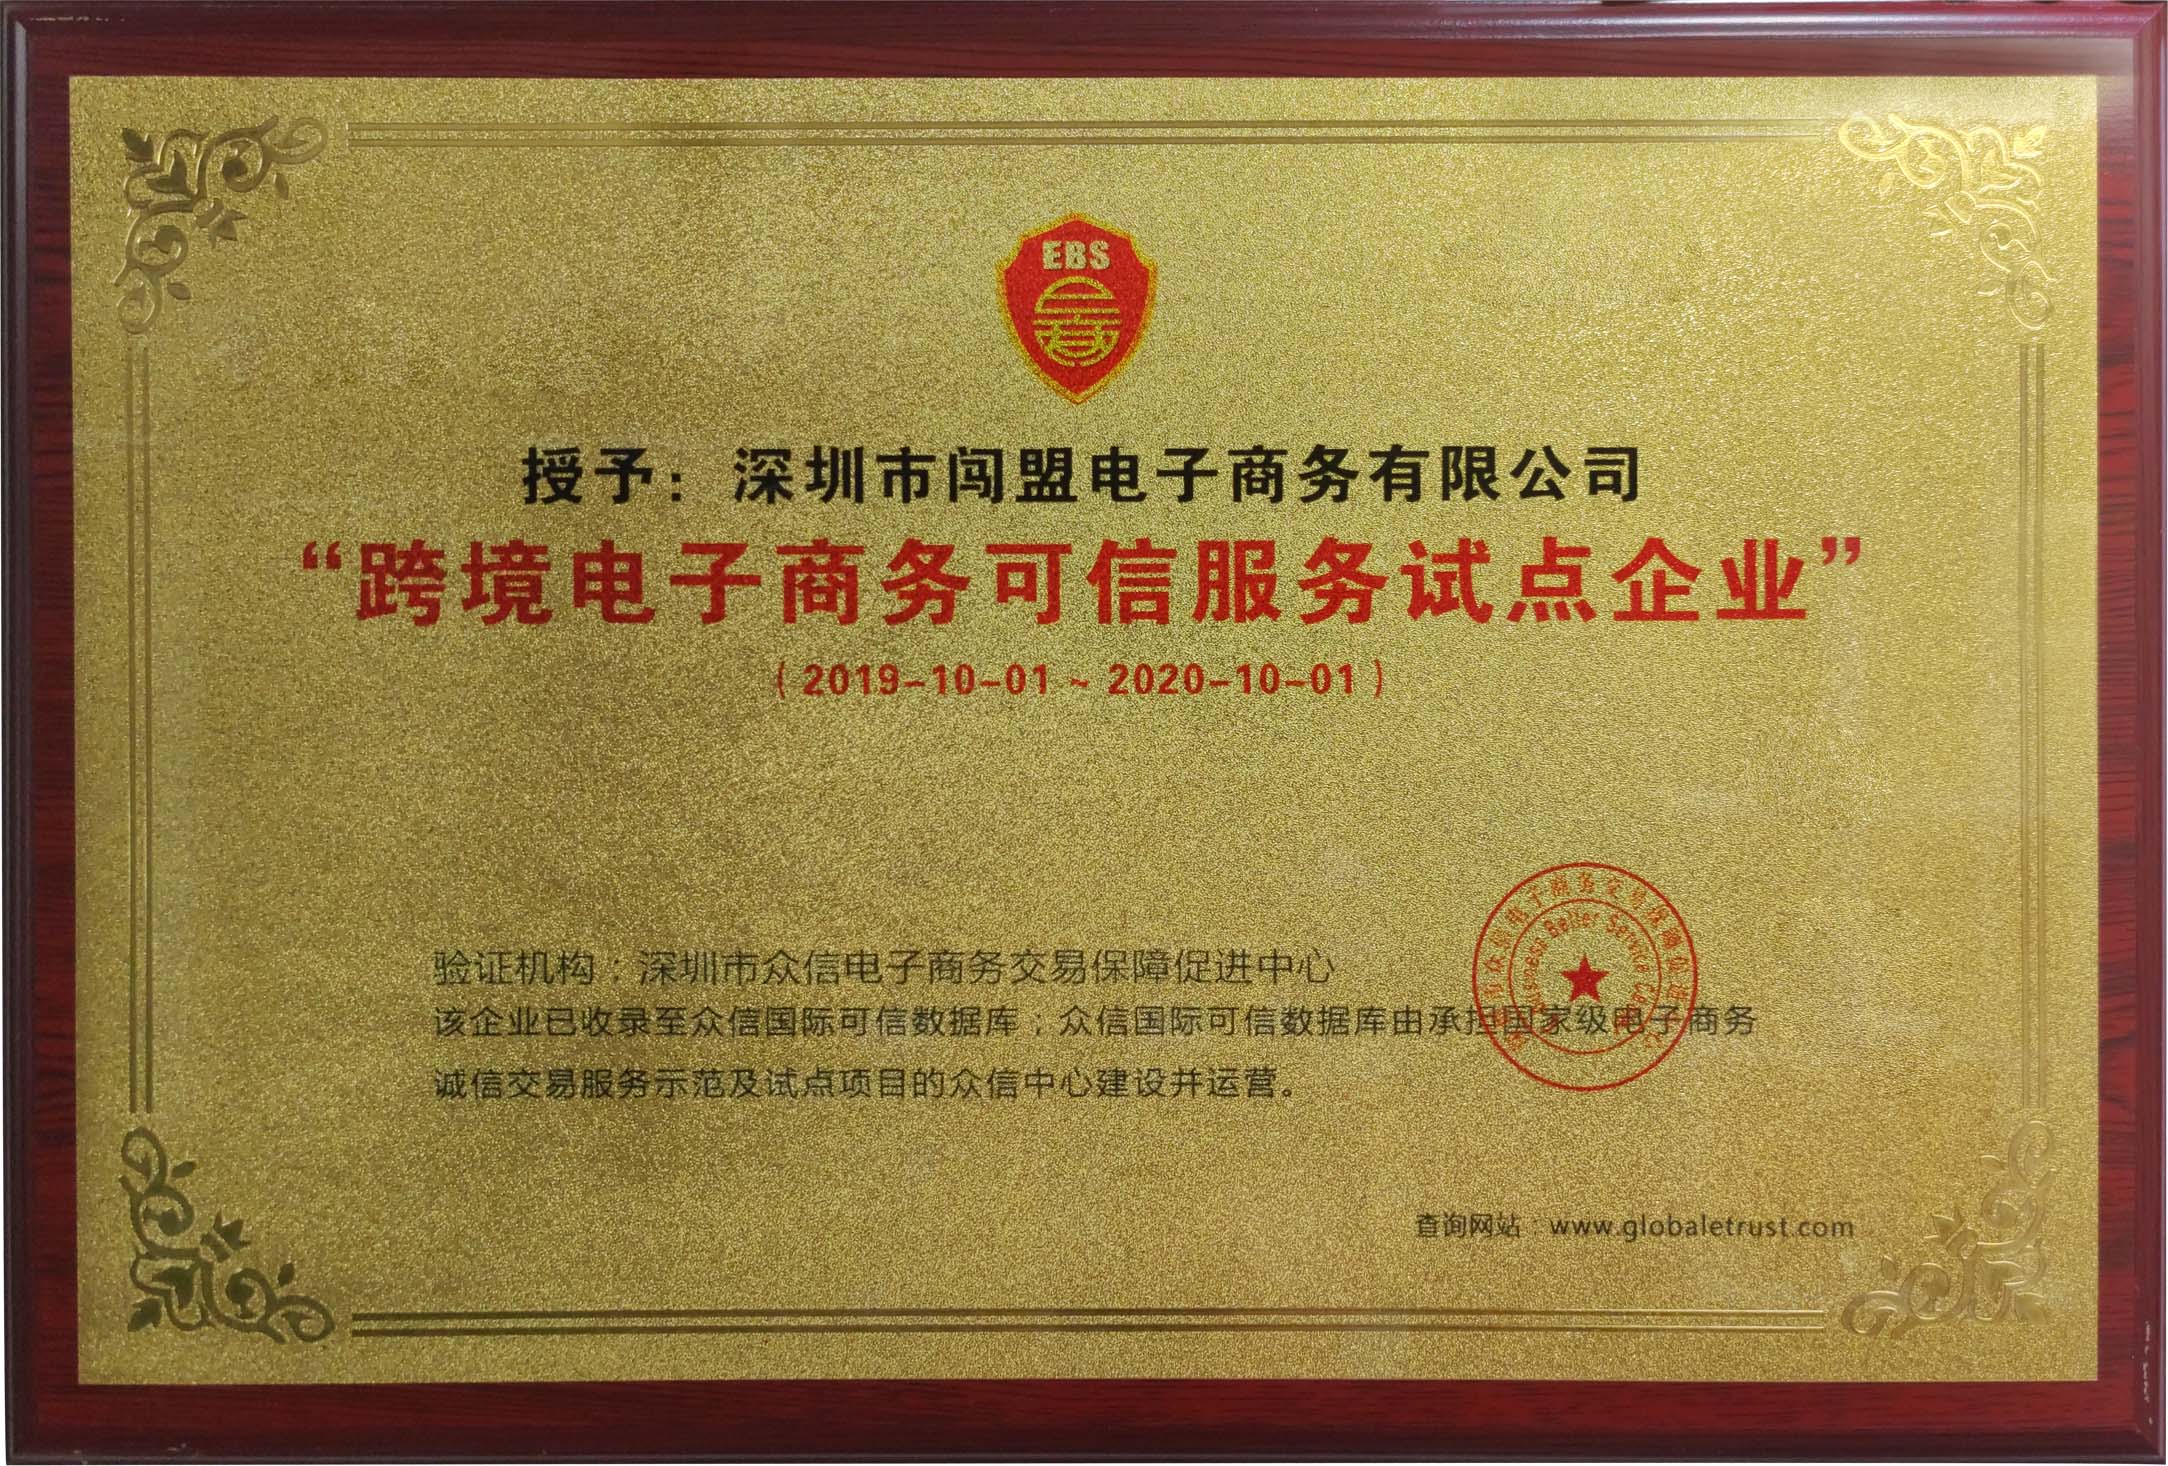 EBS
授予：深圳市闯盟电子商务有限公司
“跨境电子商务可信服务试点企业”
（2019-10-01 ~ 2020-10-01）
验证机构：深圳市众信电子商务交易保障促进中心
该企业已收录至众信国际可信数据库；众信国际可信数据库由承担国家级电子商务
诚信交易服务示范及试点项目的众信中心建设并运营。
Business Better Service
查询网站：www.globaletrust.com